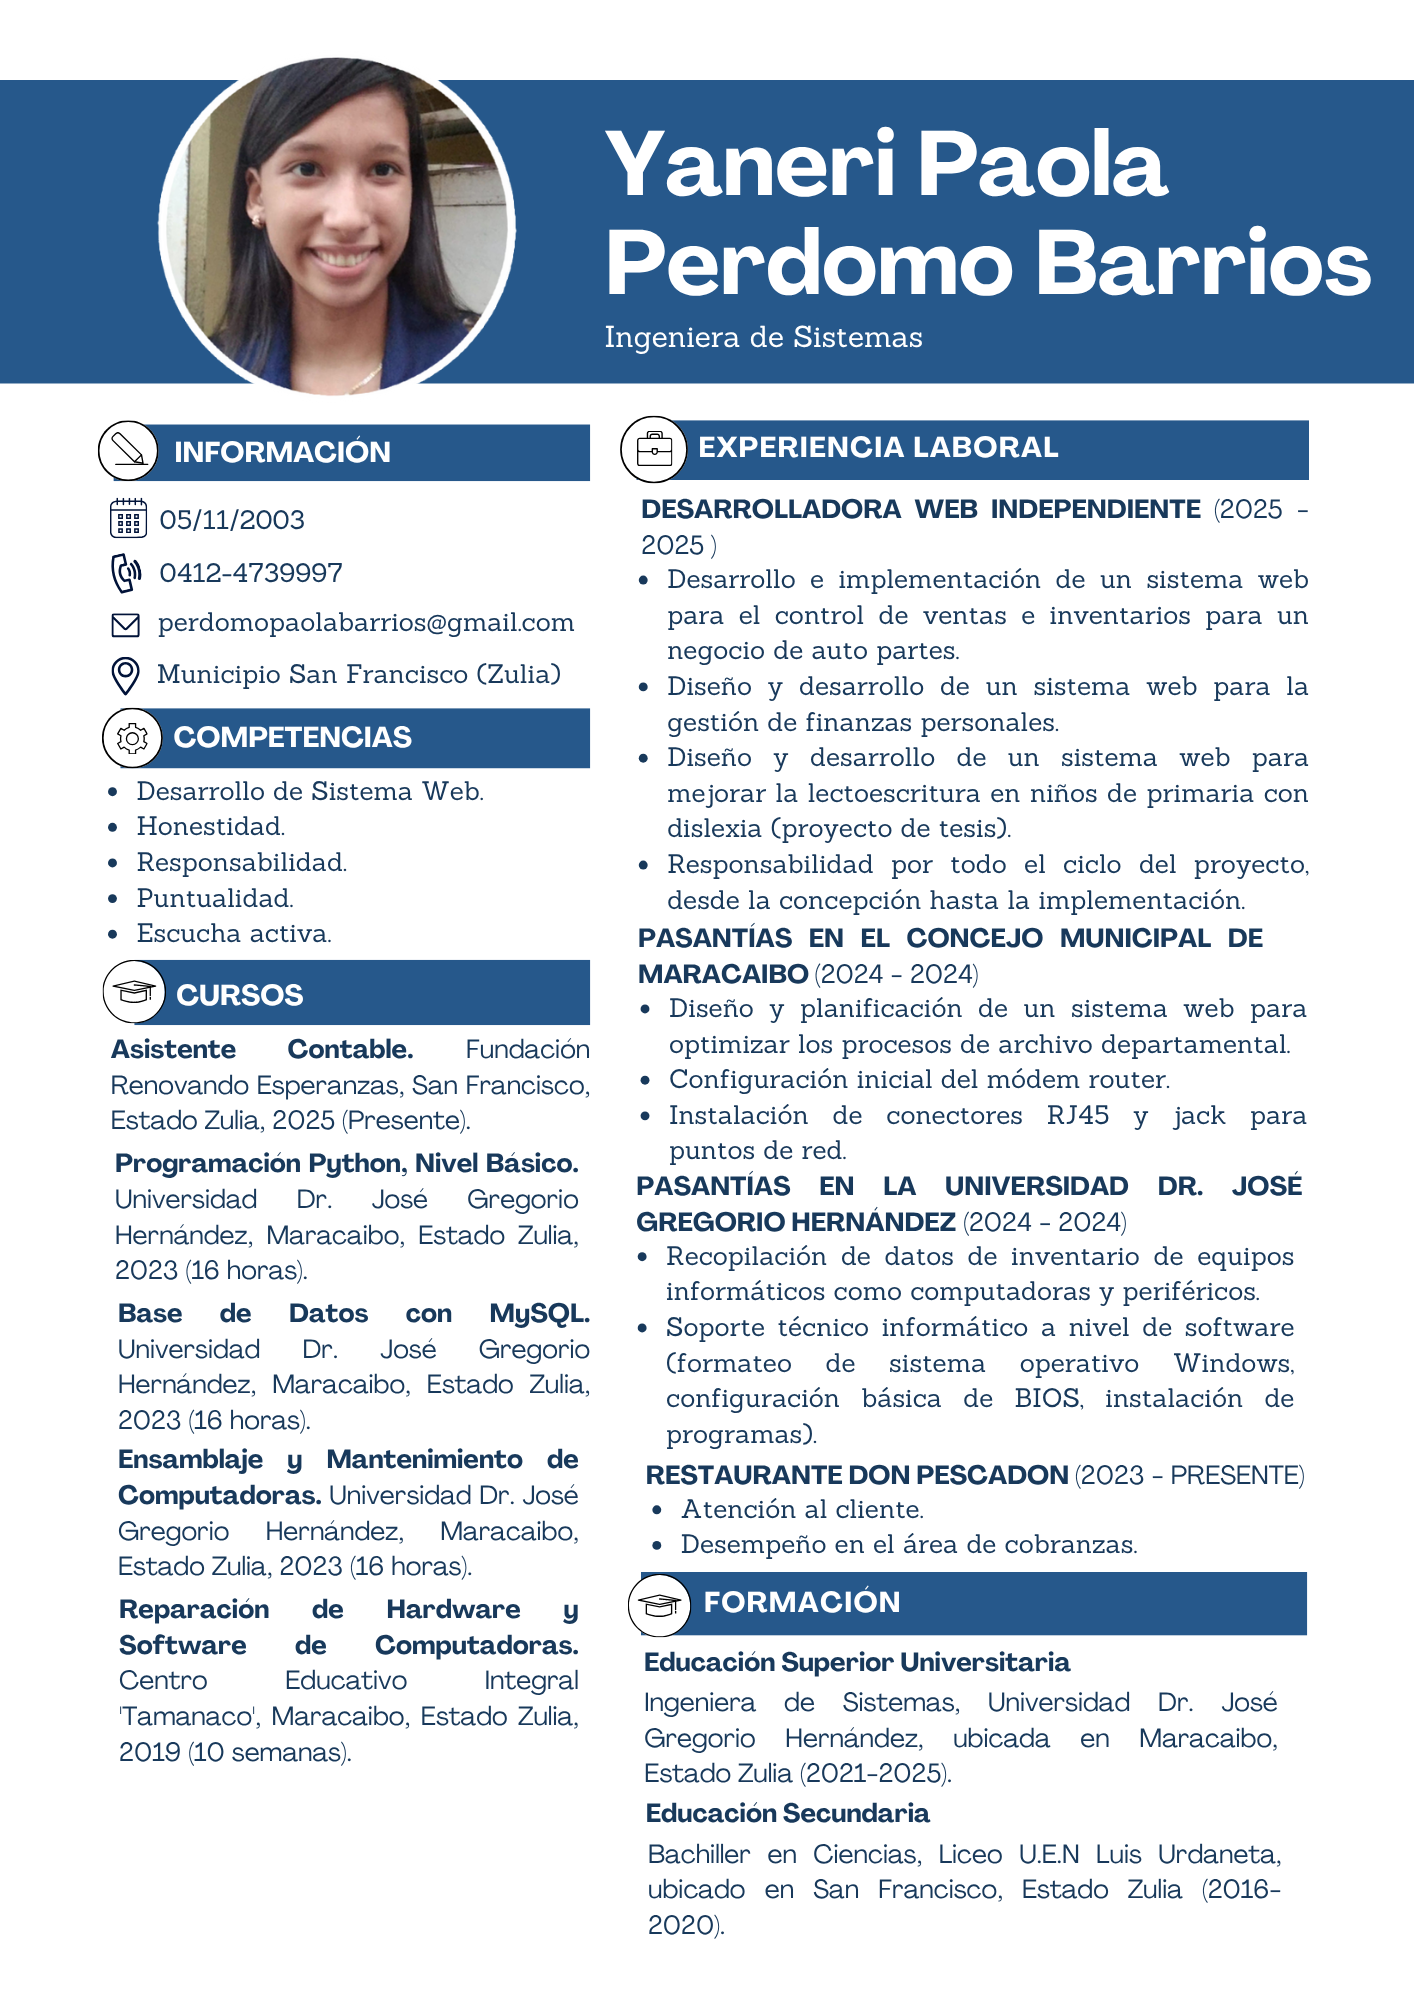 Yaneri Paola
Perdomo Barrios
Ingeniera de Sistemas
INFORMACIÓN
05/11/2003
0412-4739997
perdomopaolabarrios@gmail.com
Municipio San Francisco (Zulia)
COMPETENCIAS
• Desarrollo de Sistema Web.
• Honestidad.
• Responsabilidad.
• Puntualidad.
• Escucha activa.
CURSOS
Asistente Contable. Fundación
Renovando Esperanzas, San Francisco,
Estado Zulia, 2025 (Presente).
Programación Python, Nivel Básico.
Universidad Dr. José Gregorio
Hernández, Maracaibo, Estado Zulia,
2023 (16 horas).
Base de Datos con MySQL.
Universidad Dr. José Gregorio
Hernández, Maracaibo, Estado Zulia,
2023 (16 horas).
Ensamblaje y Mantenimiento de
Computadoras. Universidad Dr. José
Gregorio Hernández, Maracaibo,
Estado Zulia, 2023 (16 horas).
Reparación de Hardware y
Software de Computadoras.
Centro Educativo Integral
'Tamanaco', Maracaibo, Estado Zulia,
2019 (10 semanas).
EXPERIENCIA LABORAL
DESARROLLADORA WEB INDEPENDIENTE (2025 -
2025 )
• Desarrollo e implementación de un sistema web
para el control de ventas e inventarios para un
negocio de auto partes.
• Diseño y desarrollo de un sistema web para la
gestión de finanzas personales.
• Diseño y desarrollo de un sistema web para
mejorar la lectoescritura en niños de primaria con
dislexia (proyecto de tesis).
• Responsabilidad por todo el ciclo del proyecto,
desde la concepción hasta la implementación.
PASANTÍAS EN EL CONCEJO MUNICIPAL DE
MARACAIBO (2024 - 2024)
• Diseño y planificación de un sistema web para
optimizar los procesos de archivo departamental.
• Configuración inicial del módem router.
• Instalación de conectores RJ45 y jack para
puntos de red.
PASANTÍAS EN LA UNIVERSIDAD DR. JOSÉ
GREGORIO HERNÁNDEZ (2024 - 2024)
• Recopilación de datos de inventario de equipos
informáticos como computadoras y periféricos.
• Soporte técnico informático a nivel de software
(formateo de sistema operativo Windows,
configuración básica de BIOS, instalación de
programas).
RESTAURANTE DON PESCADON (2023 - PRESENTE)
• Atención al cliente.
• Desempeño en el área de cobranzas.
FORMACIÓN
Educación Superior Universitaria
Ingeniera de Sistemas, Universidad Dr. José
Gregorio Hernández, ubicada en Maracaibo,
Estado Zulia (2021-2025).
Educación Secundaria
Bachiller en Ciencias, Liceo U.E.N Luis Urdaneta,
ubicado en San Francisco, Estado Zulia (2016-
2020).